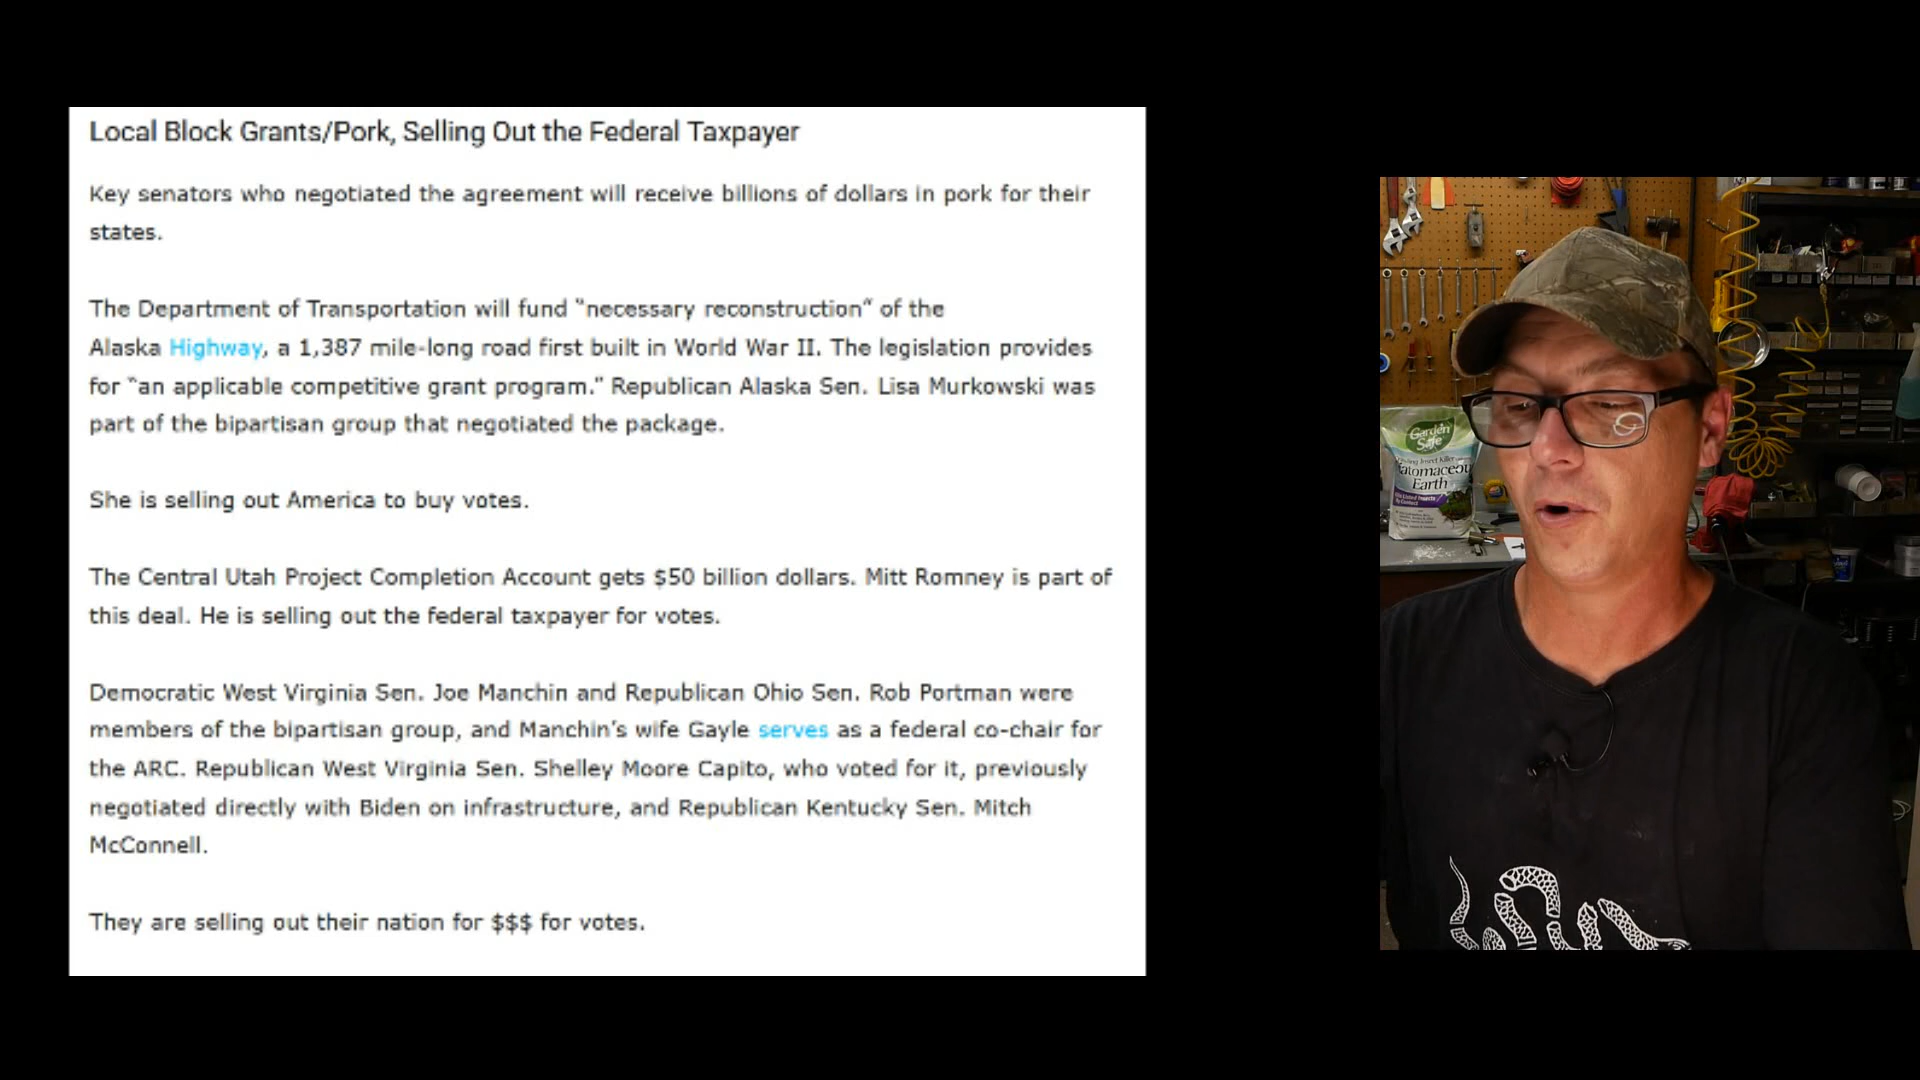 Local Block Grants/Pork, Selling Out the Federal Taxpayer
Key senators who negotiated the agreement will receive billions of dollars in pork for their
states.
The Department of Transportation will fund “necessary reconstruction” of the
Alaska Highway, a 1,387 mile-long road first built in World War II. The legislation provides
for “an applicable competitive grant program.” Republican Alaska Sen. Lisa Murkowski was
part of the bipartisan group that negotiated the package.
She is selling out America to buy votes.
The Central Utah Project Completion Account gets $50 billion dollars. Mitt Romney is part of
this deal. He is selling out the federal taxpayer for votes.
Democratic West Virginia Sen. Joe Manchin and Republican Ohio Sen. Rob Portman were
members of the bipartisan group, and Manchin’s wife Gayle serves as a federal co-chair for
the ARC. Republican West Virginia Sen. Shelley Moore Capito, who voted for it, previously
negotiated directly with Biden on infrastructure, and Republican Kentucky Sen. Mitch
McConnell.
They are selling out their nation for $$$ for votes.
Garden
Safe
Insect Killer
atomaceou
Earth